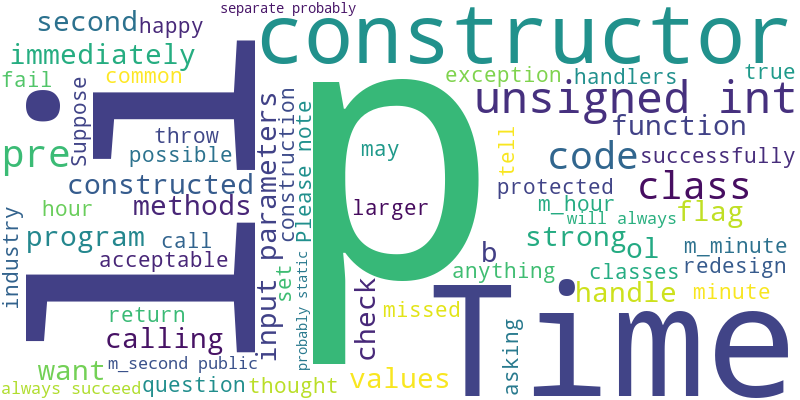 separate probably
second
happy
constructor
immediately
fail
common
li
p
Suppose
exception
handlers
true
unsigned int
throw
function
pre
possible
input parameters
construction
Please note
may
tell
code
successfully
constructed
protected
class
hour
methods
larger
m_hour
will always
flag
industry
program
call
strong
ol
m_minute
acceptable
set
probably static
b
anything
classes
redesign
li
return
check
missed
Time
handle
minute
calling
want
m_second public
values
asking
always succeed
question
thought